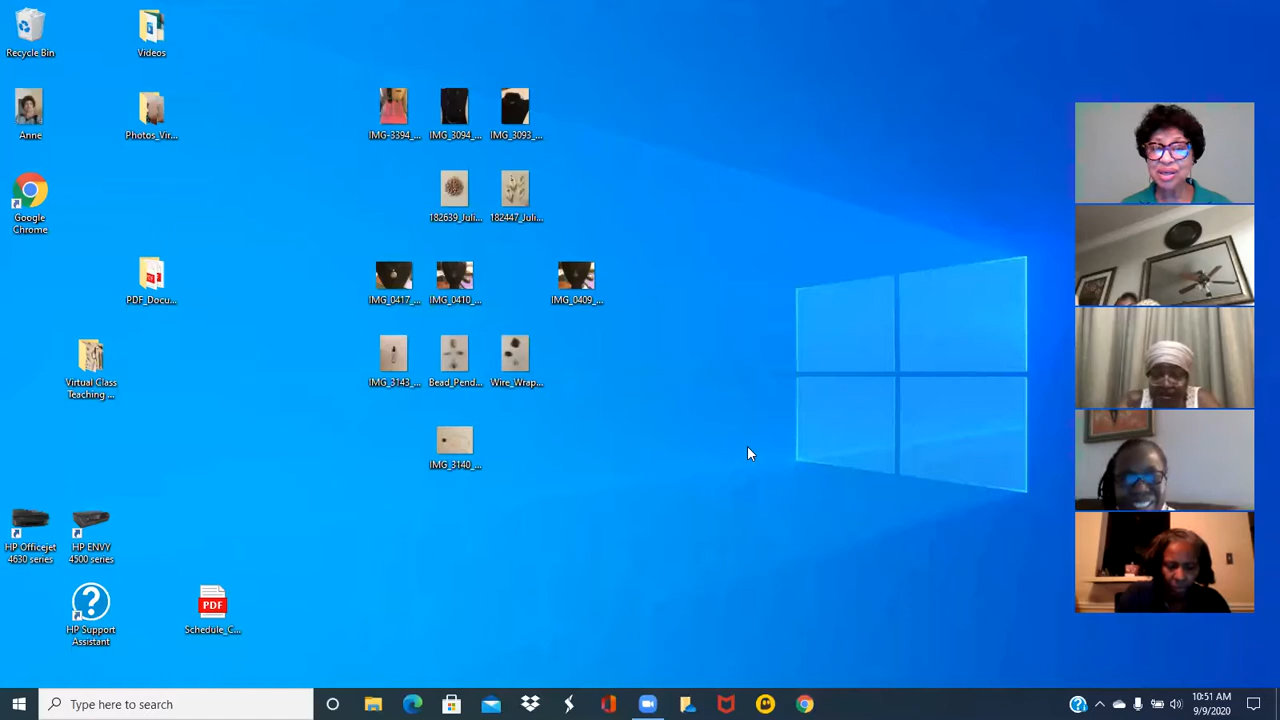 Recycle Bin
Videos
Anne
Photos_Vir...
IMG-3394_...
IMG_3094_...
IMG_3093_...
Google
Chrome
182639_Juli...
182447_Juli...
PDF_Docu...
IMG_0417_...
IMG_0410_...
IMG_0409_...
Virtual Class
Teaching ...
IMG_3143_...
Bead_Pend...
Wire_Wrap...
IMG_3140_...
HP Officejet
4630 series
HP ENVY
4500 series
HP Support
Assistant
PDF
Schedule_C...
Type here to search
10:51 AM
9/9/2020